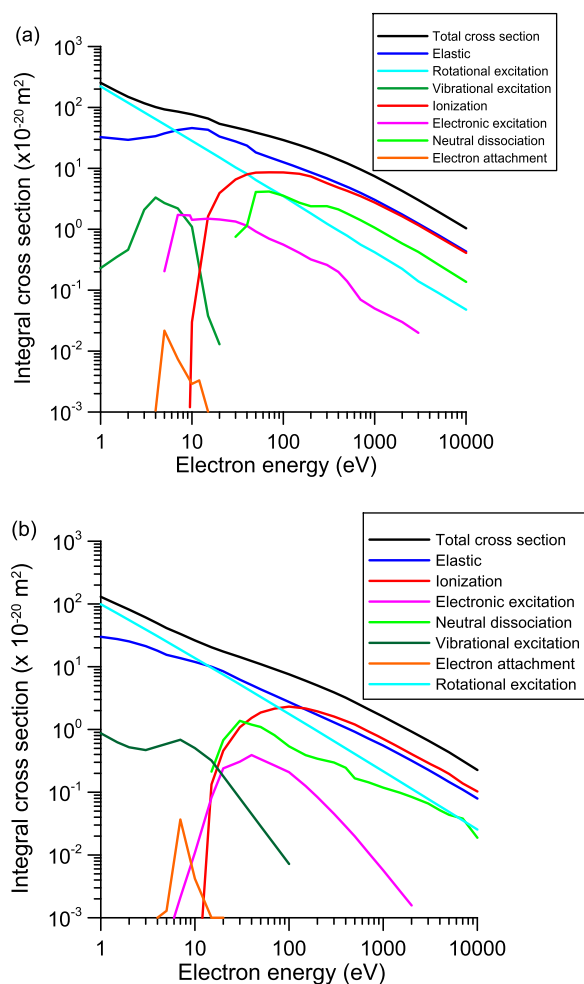 (a)
Integral cross section (x10⁻²⁰ m²)
10³
10²
10¹
10⁰
10⁻¹
10⁻²
10⁻³
1
10
100
1000
10000
Electron energy (eV)
Total cross section
Elastic
Rotational excitation
Vibrational excitation
Ionization
Electronic excitation
Neutral dissociation
Electron attachment
(b)
Integral cross section (x 10⁻²⁰ m²)
10³
10²
10¹
10⁰
10⁻¹
10⁻²
10⁻³
1
10
100
1000
10000
Electron energy (eV)
Total cross section
Elastic
Ionization
Electronic excitation
Neutral dissociation
Vibrational excitation
Electron attachment
Rotational excitation